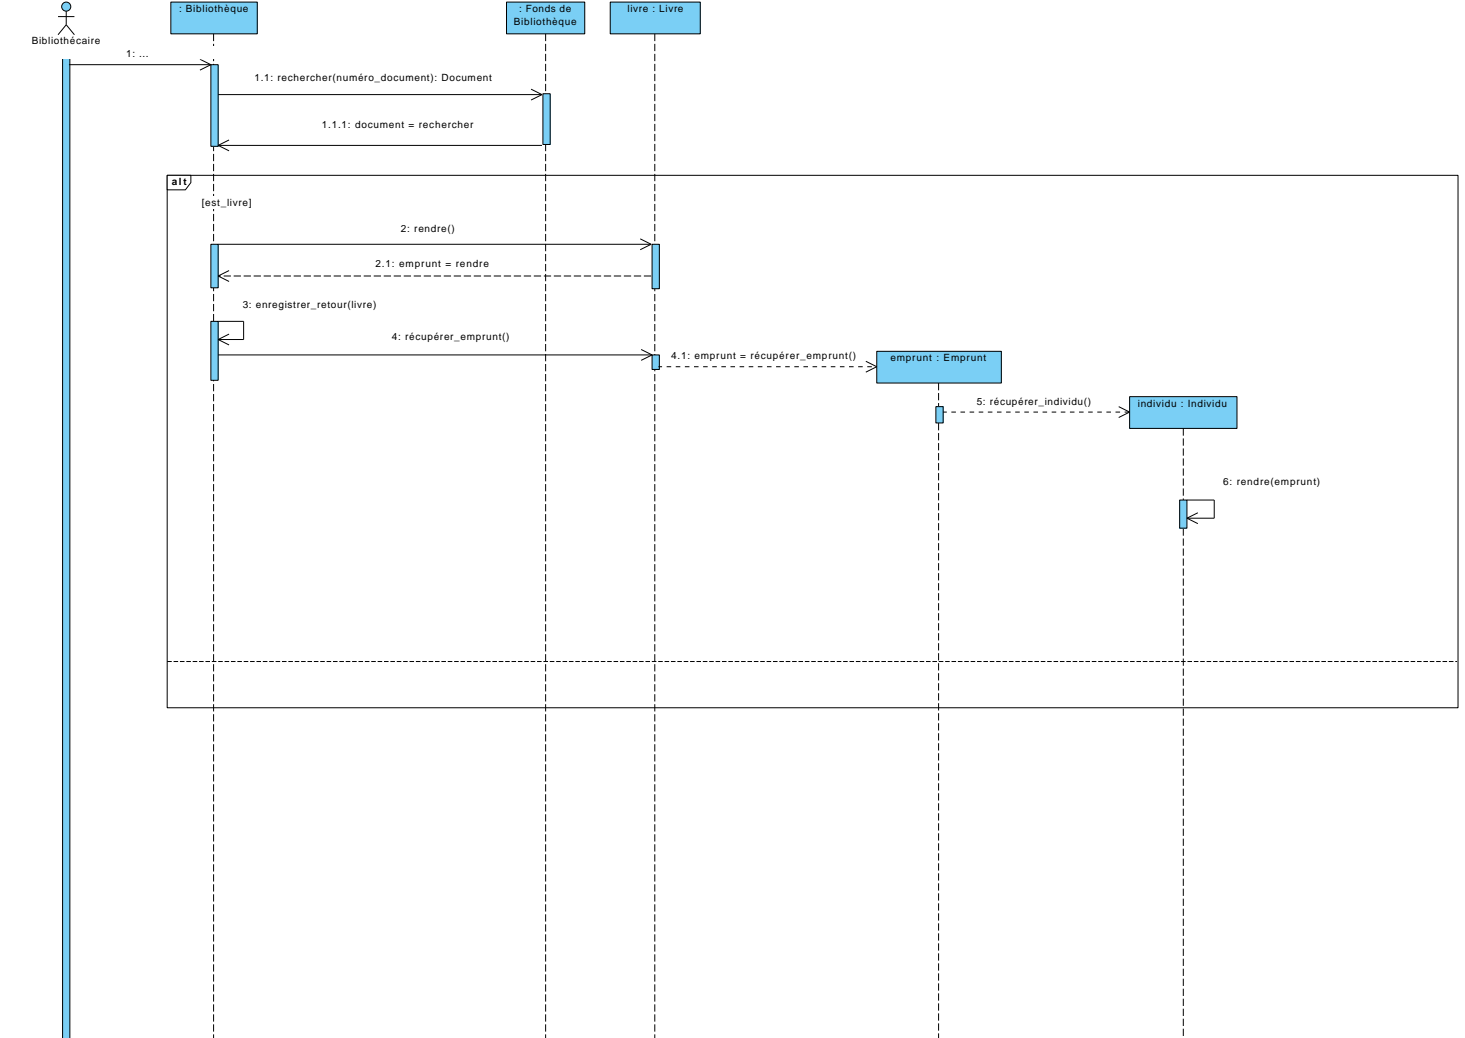 : Bibliothèque
: Fonds de
Bibliothèque
livre : Livre
Bibliothécaire
1: ...
1.1: rechercher(numéro_document): Document
1.1.1: document = rechercher
alt
[est_livre]
2: rendre()
2.1: emprunt = rendre
3: enregistrer_retour(livre)
4: récupérer_emprunt()
4.1: emprunt = récupérer_emprunt()
emprunt : Emprunt
5: récupérer_individu()
individu : Individu
6: rendre(emprunt)